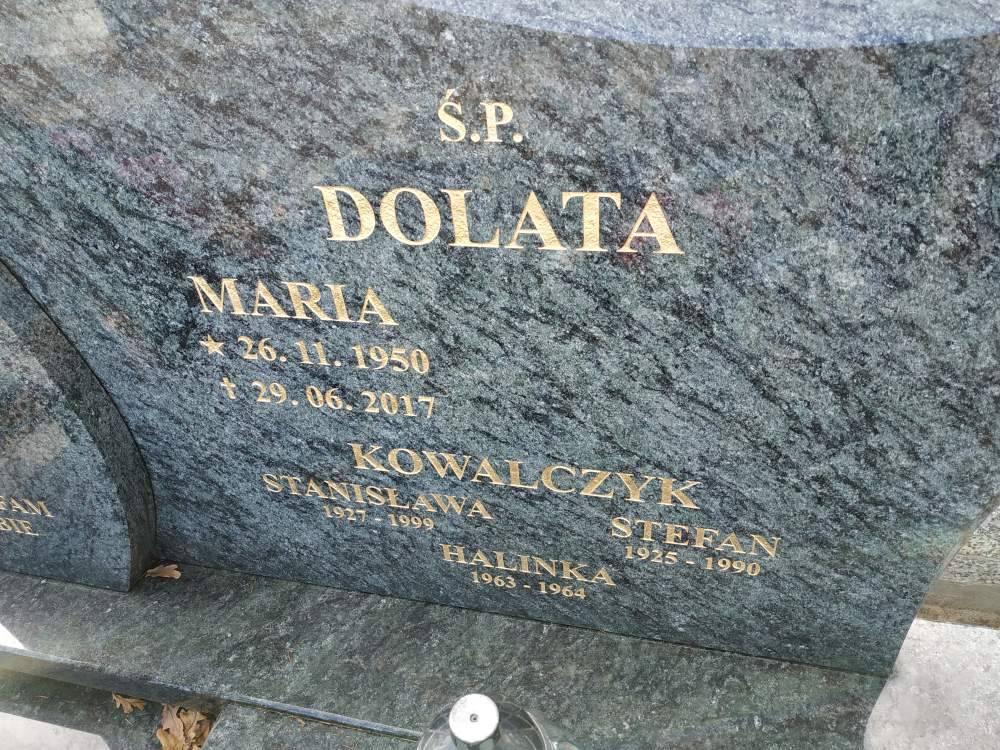 Ś.P.
DOLATA
MARIA
★ 26.11.1950
✝ 29.06.2017
KOWALCZYK
STANISŁAWA
1927 - 1999
STEFAN
1925 - 1990
HALINKA
1963 - 1964